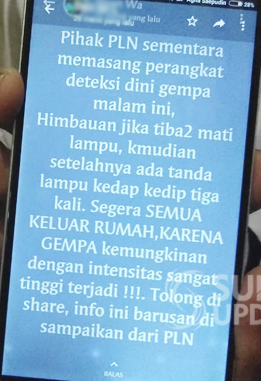 28%
Wa
yang lalu
Pihak PLN sementara
memasang perangkat
deteksi dini gempa
malam ini,
Himbauan jika tiba2 mati
lampu, kmudian
setelahnya ada tanda
lampu kedap kedip tiga
kali. Segera SEMUA
KELUAR RUMAH,KARENA
GEMPA kemungkinan
dengan intensitas sangat
tinggi terjadi !!!. Tolong di
share, info ini barusan di
sampaikan dari PLN
BALAS